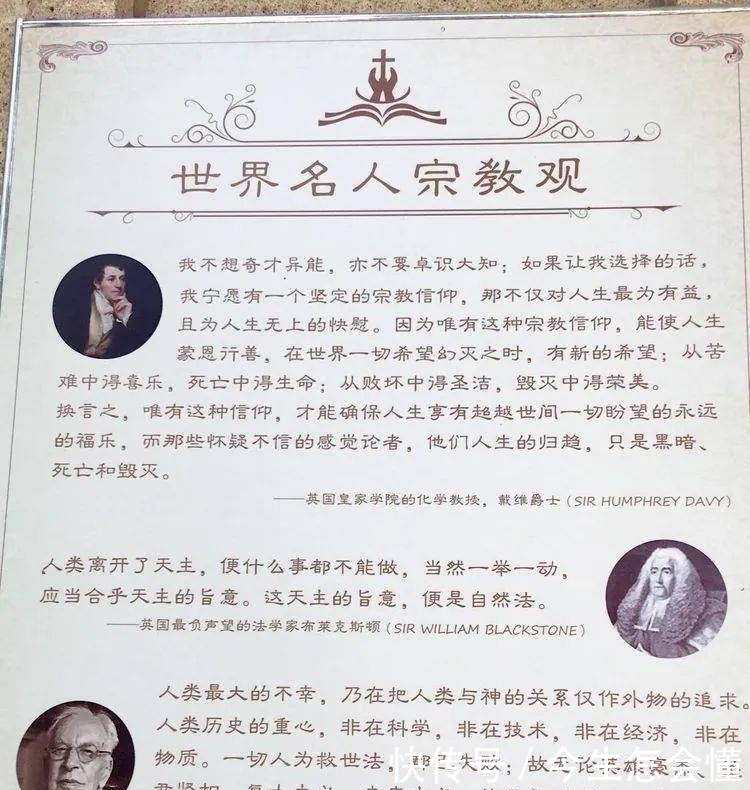 世界名人宗教观
我不想奇才异能，亦不要卓识大知；如果让我选择的话，
我宁愿有一个坚定的宗教信仰，那不仅对人生最为有益，
且为人生无上的快慰。因为唯有这种宗教信仰，能使人生
蒙恩行善，在世界一切希望幻灭之时，有新的希望；从苦
难中得喜乐，死亡中得生命；从败坏中得圣洁，毁灭中得荣美。
换言之，唯有这种信仰，才能确保人生享有超越世间一切盼望的永远
的福乐，而那些怀疑不信的感觉论者，他们人生的归趋，只是黑暗、
死亡和毁灭。
——英国皇家学院的化学教授，戴维爵士（SIR HUMPHREY DAVY）
人类离开了天主，便什么事都不能做，当然一举一动，
应当合乎天主的旨意。这天主的旨意，便是自然法。
——英国最负声望的法学家布莱克斯顿（SIR WILLIAM BLACKSTONE）
人类最大的不幸，乃在把人类与神的关系仅作外物的追求。
人类历史的重心，非在科学，非在技术，非在经济，非在
物质。一切人为救世法，都已失败；故无论英雄豪杰、
快传号 / 今生怎会懂